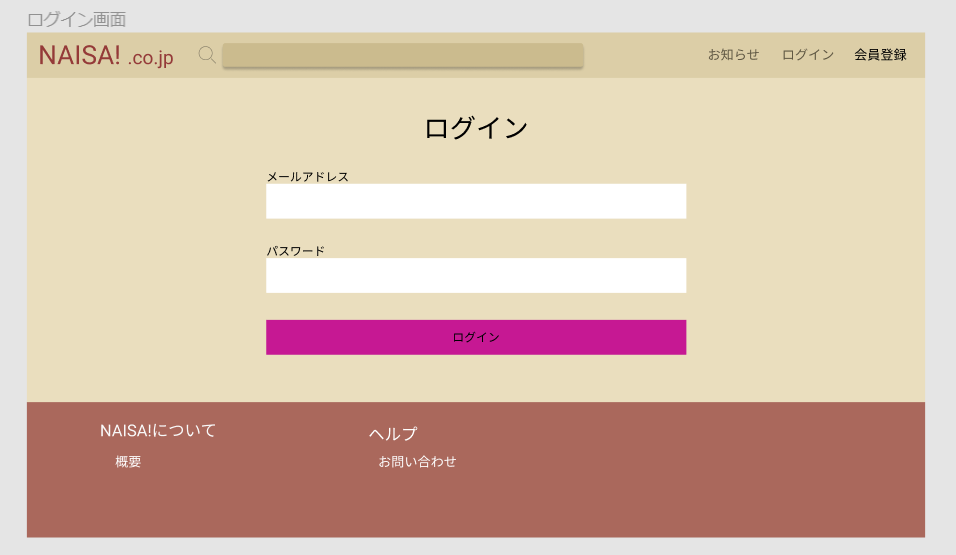 ログイン画面
NAISA! .co.jp
お知らせ ログイン 会員登録
ログイン
メールアドレス
パスワード
ログイン
NAISA!について
ヘルプ
概要
お問い合わせ